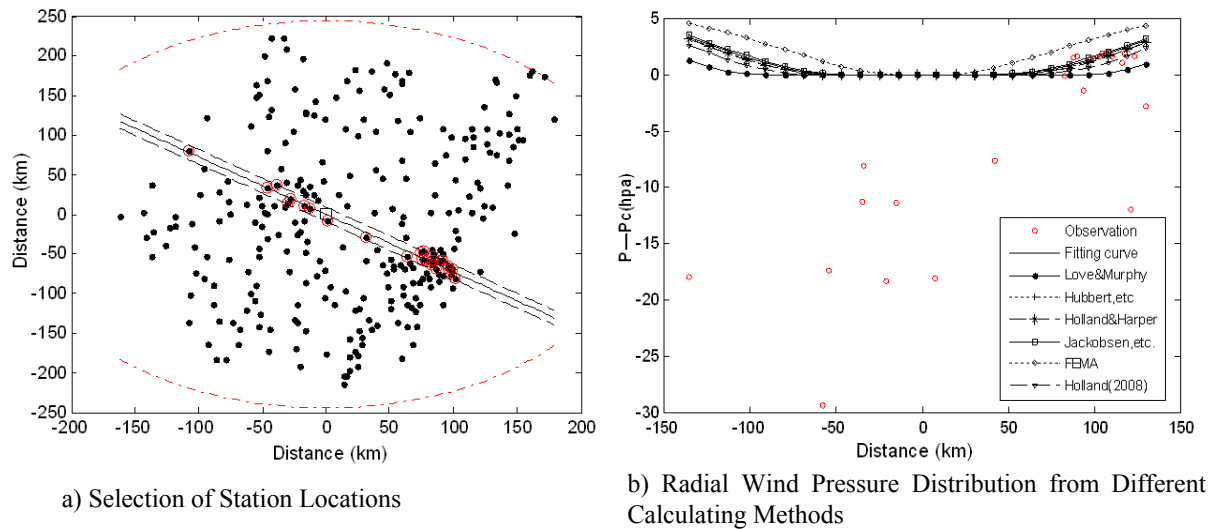 250
200
150
100
50
0
-50
-100
-150
-200
-250
Distance (km)
-200
-150
-100
-50
0
50
100
150
200
Distance (km)
a) Selection of Station Locations
5
0
-5
-10
-15
-20
-25
-30
P—Pc(hpa)
-150
-100
-50
0
50
100
150
Distance (km)
Observation
Fitting curve
Love&Murphy
Hubbert,etc
Holland&Harper
Jackobsen,etc.
FEMA
Holland(2008)
b) Radial Wind Pressure Distribution from Different
Calculating Methods